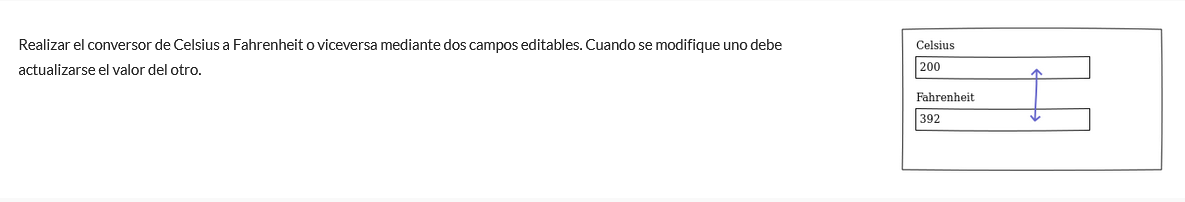 Realizar el conversor de Celsius a Fahrenheit o viceversa mediante dos campos editables. Cuando se modifique uno debe
actualizarse el valor del otro.
Celsius
200
Fahrenheit
392